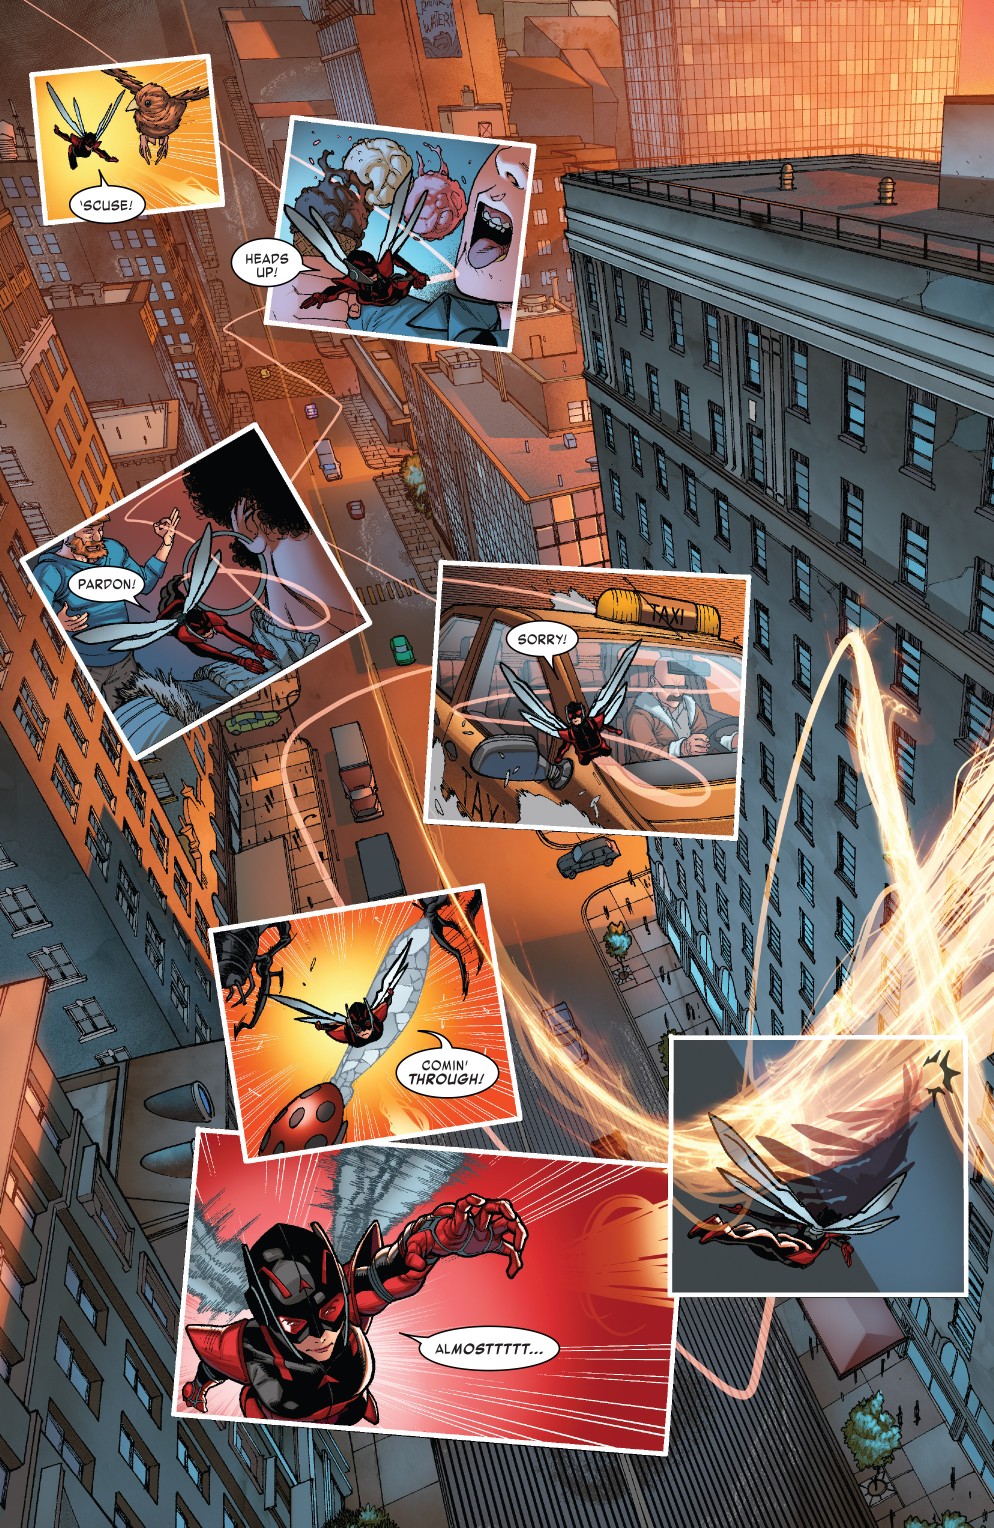 'SCUSE!
HEADS
UP!
PARDON!
TAXI
SORRY!
COMIN'
THROUGH!
ALMOSTTTTT...